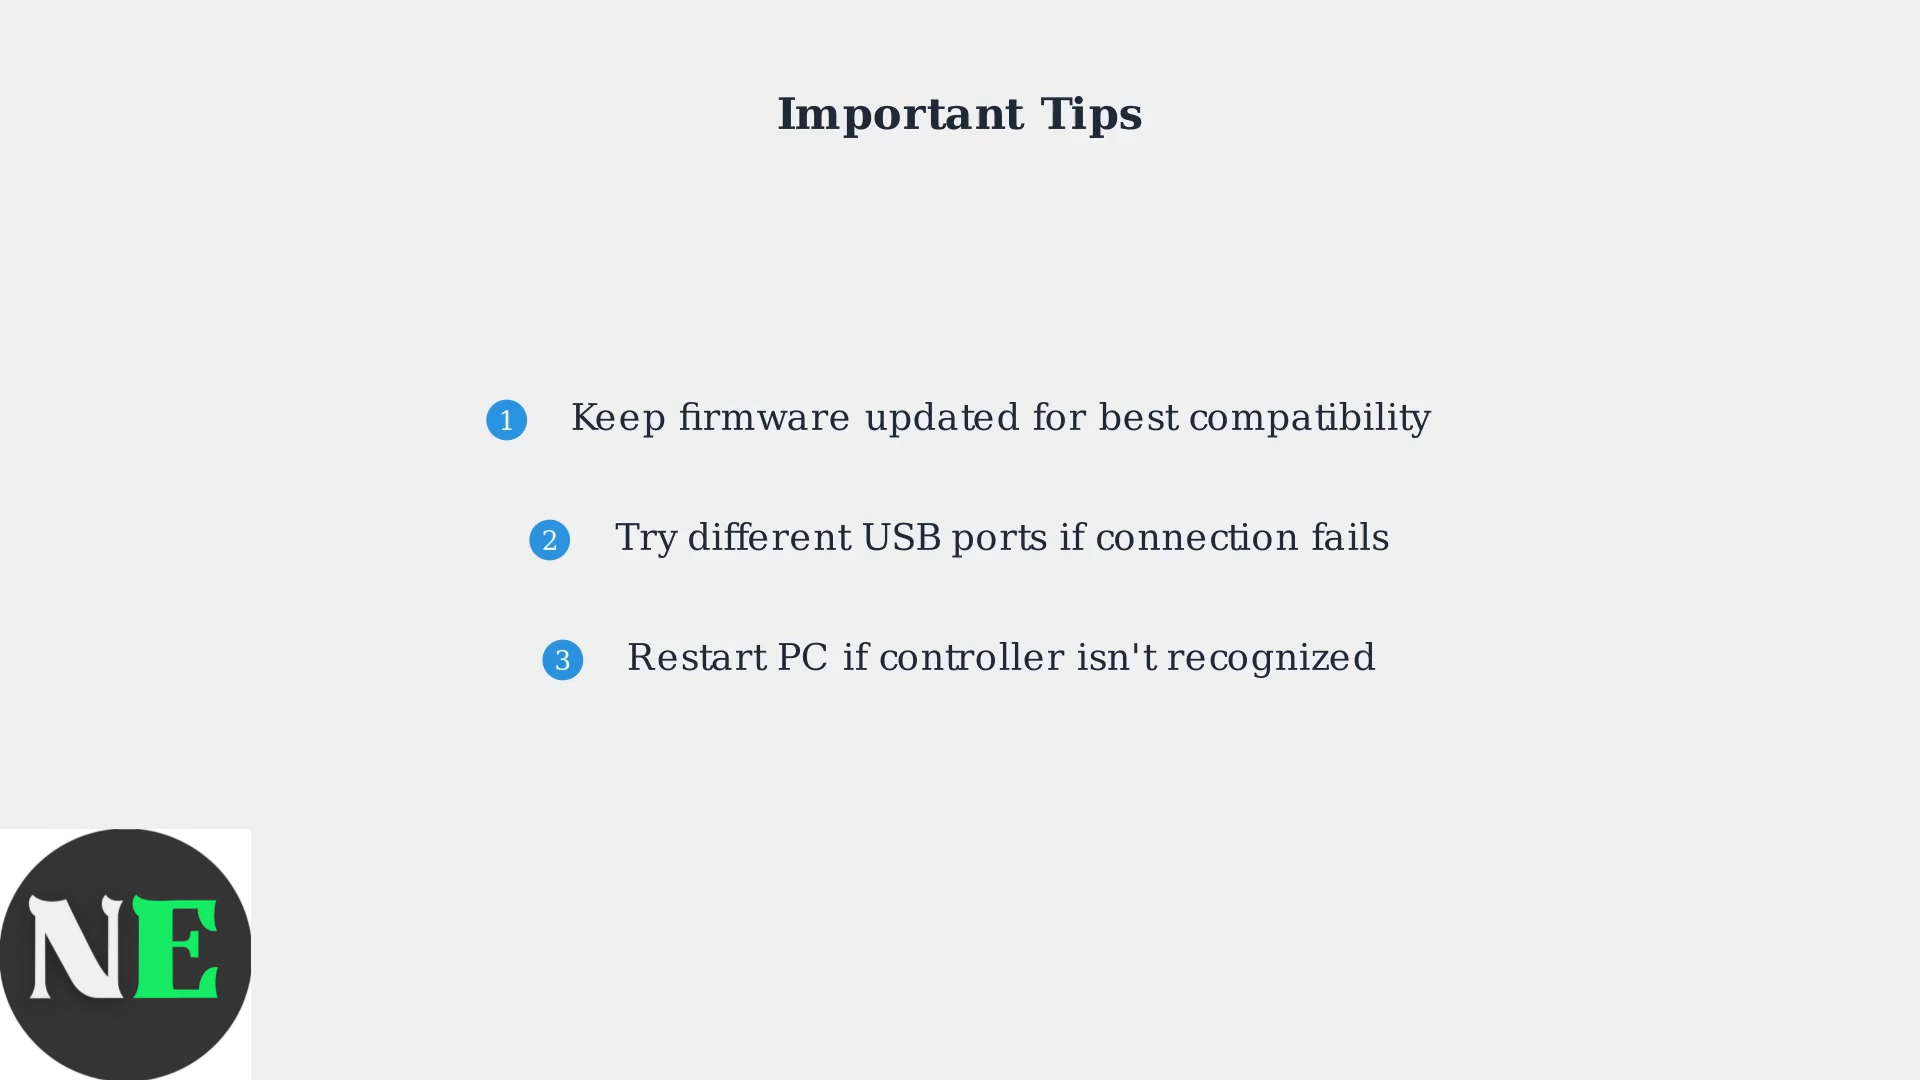 Important Tips
1 Keep firmware updated for best compatibility
2 Try different USB ports if connection fails
3 Restart PC if controller isn't recognized
NE